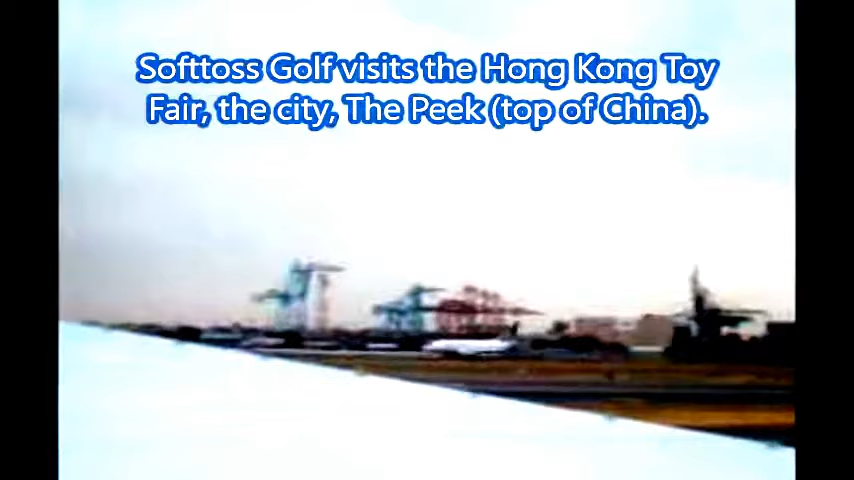 Softtoss Golf visits the Hong Kong Toy
Fair, the city, The Peek (top of China).